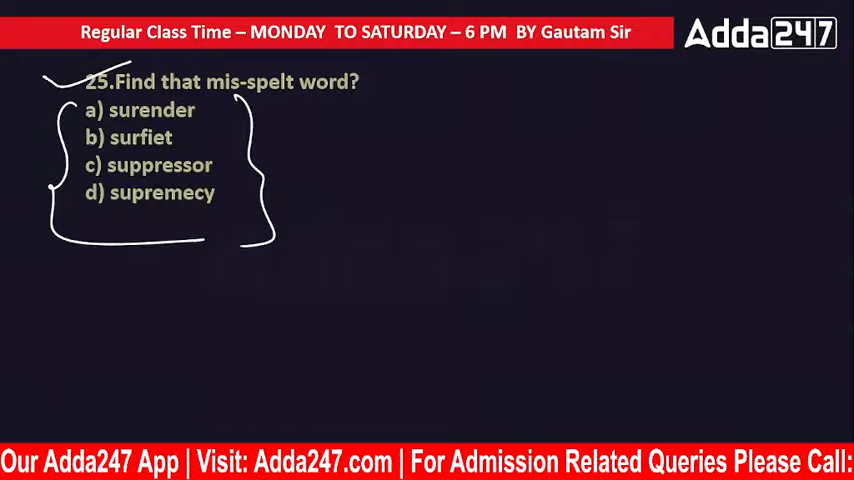 Regular Class Time – MONDAY TO SATURDAY – 6 PM BY Gautam Sir
Adda247
25.Find that mis-spelt word?
a) surender
b) surfiet
c) suppressor
d) supremecy
Our Adda247 App | Visit: Adda247.com | For Admission Related Queries Please Call: